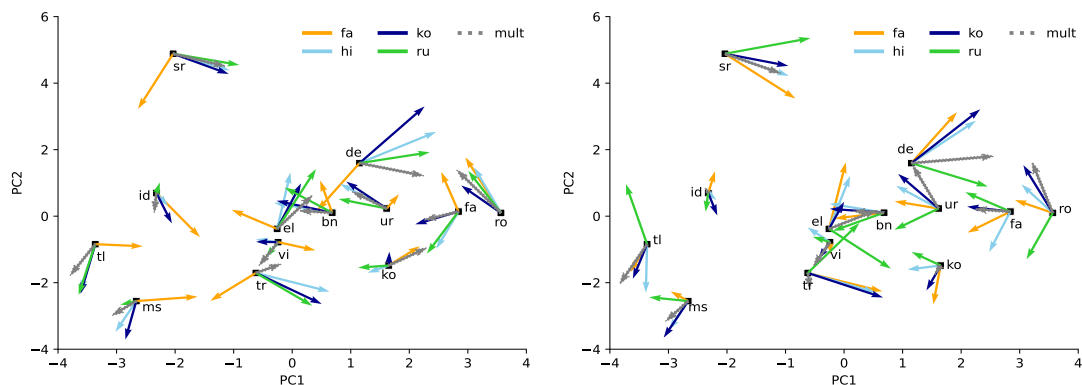 6
4
2
0
−2
−4
PC2
fa ko mult
hi ru
sr
de
id
el bn ur fa ro
vi
tl
tr ko
ms
−4 −3 −2 −1 0 1 2 3 4
PC1
6
4
2
0
−2
−4
PC2
fa ko mult
hi ru
sr
de
id
el bn ur fa ro
tl vi
ko
tr
ms
−4 −3 −2 −1 0 1 2 3 4
PC1